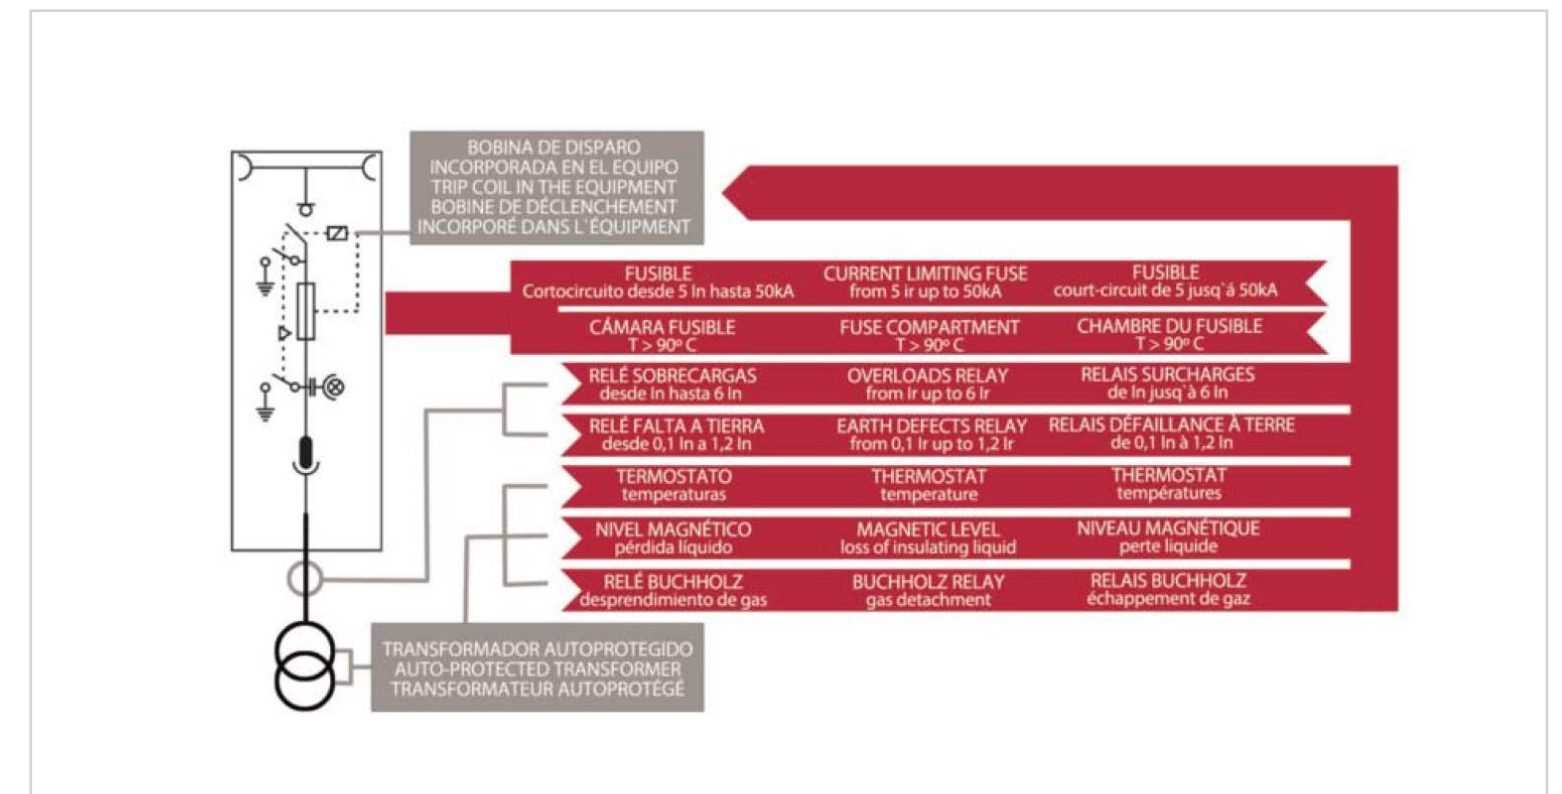 BOBINA DE DISPARO
INCORPORADA EN EL EQUIPO
TRIP COIL IN THE EQUIPMENT
BOBINE DE DÉCLENCHEMENT
INCORPORÉ DANS L`ÉQUIPMENT
FUSIBLE CURRENT LIMITING FUSE FUSIBLE
Cortocircuito desde 5 In hasta 50kA from 5 ir up to 50kA court-circuit de 5 jusq`á 50kA
CÁMARA FUSIBLE FUSE COMPARTMENT CHAMBRE DU FUSIBLE
T > 90º C T > 90º C T > 90º C
RELÉ SOBRECARGAS OVERLOADS RELAY RELAIS SURCHARGES
desde In hasta 6 In from Ir up to 6 Ir de In jusq`à 6 In
RELÉ FALTA A TIERRA EARTH DEFECTS RELAY RELAIS DÉFAILLANCE À TERRE
desde 0,1 In a 1,2 In from 0,1 Ir up to 1,2 Ir de 0,1 In à 1,2 In
TERMOSTATO THERMOSTAT THERMOSTAT
temperaturas temperature températures
NIVEL MAGNÉTICO MAGNETIC LEVEL NIVEAU MAGNÉTIQUE
pérdida líquido loss of insulating liquid perte liquide
RELÉ BUCHHOLZ BUCHHOLZ RELAY RELAIS BUCHHOLZ
desprendimiento de gas gas detachment échappement de gaz
TRANSFORMADOR AUTOPROTEGIDO
AUTO-PROTECTED TRANSFORMER
TRANSFORMATEUR AUTOPROTÉGÉ